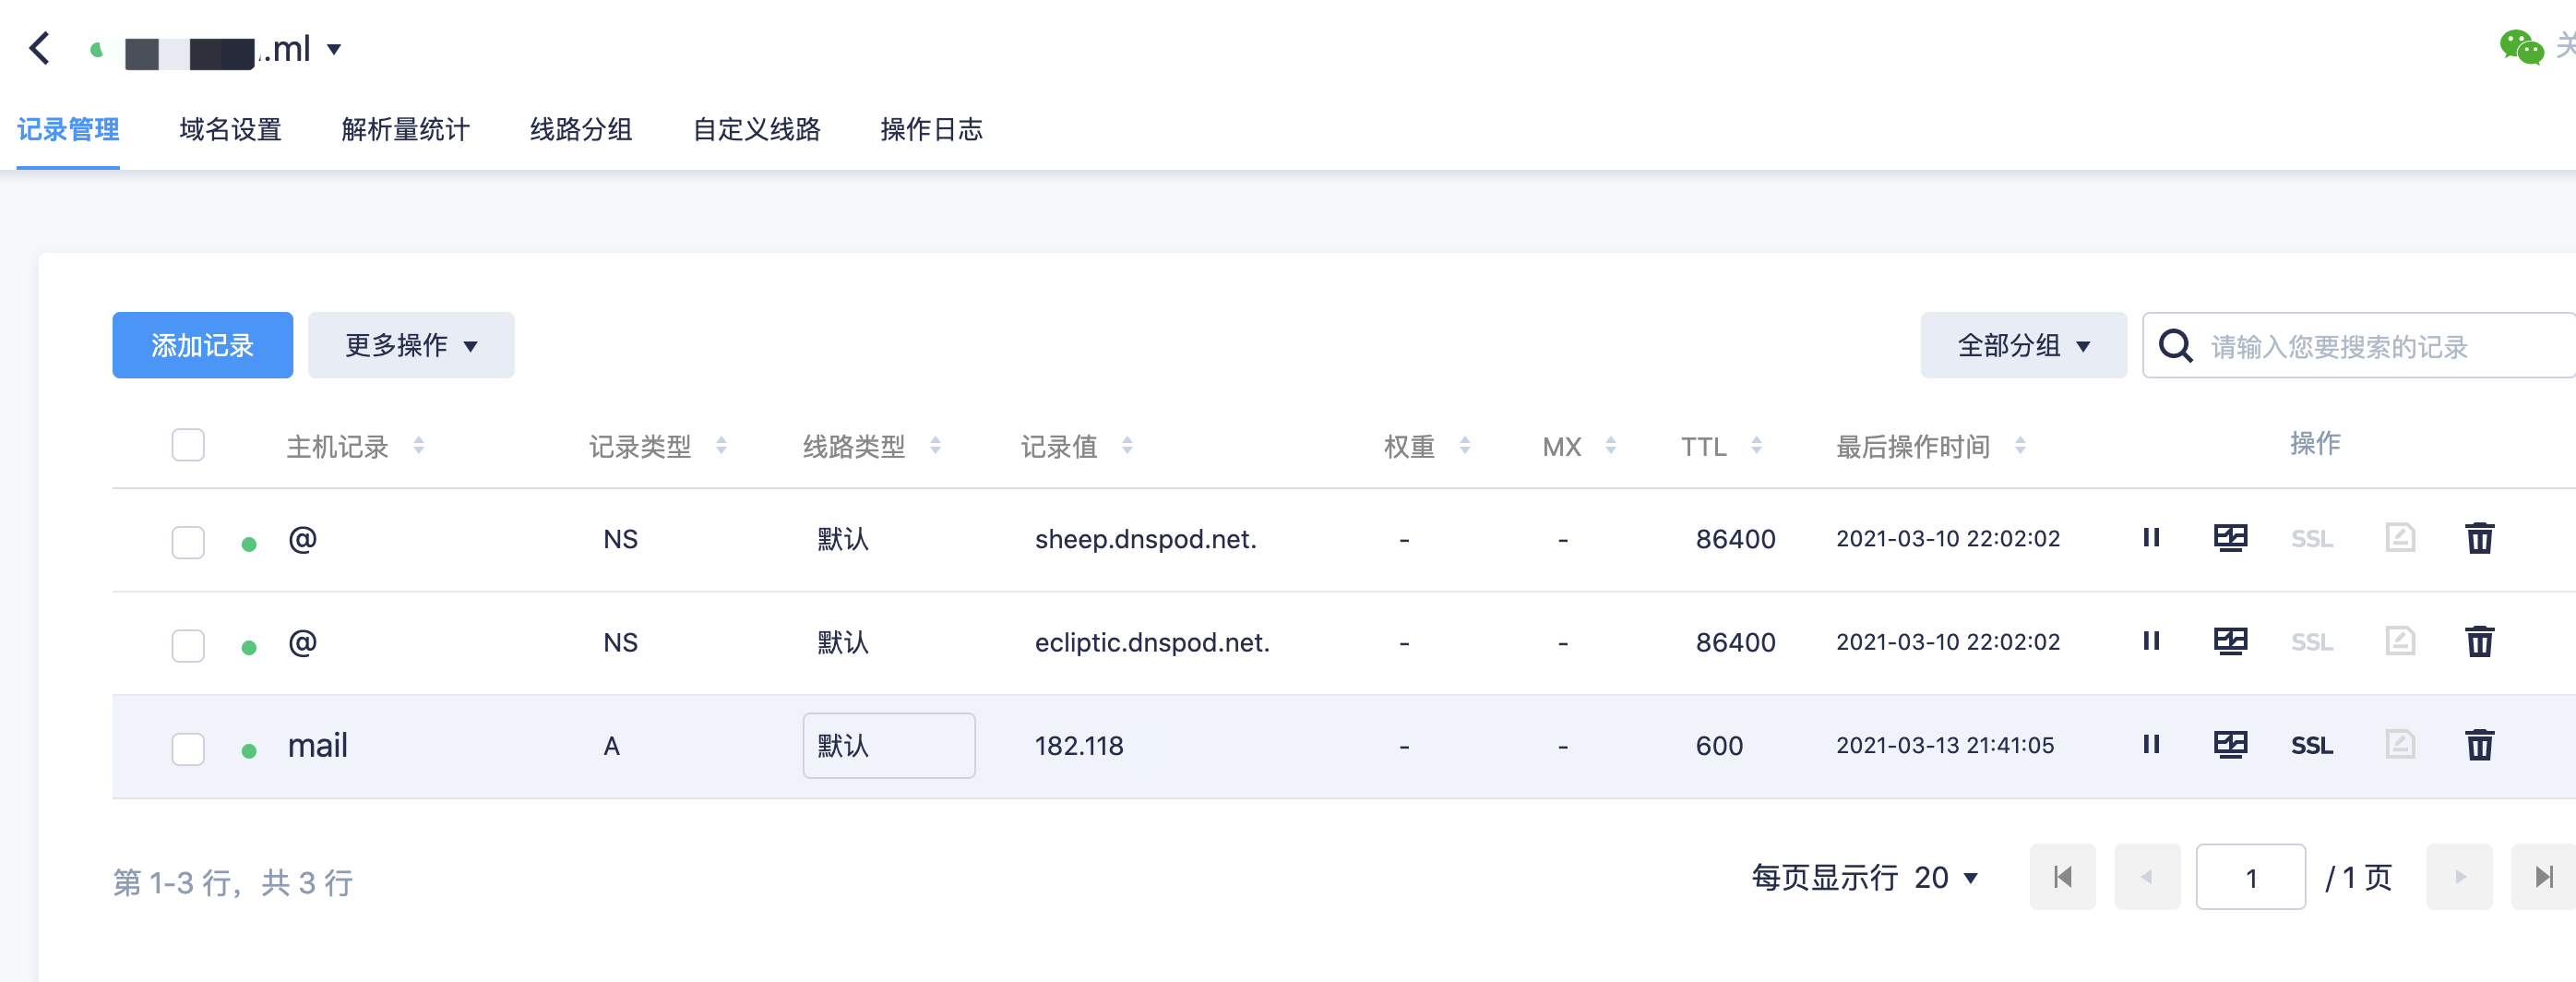 .ml
关
记录管理 域名设置 解析量统计 线路分组 自定义线路 操作日志
添加记录 更多操作 全部分组 请输入您要搜索的记录
主机记录 记录类型 线路类型 记录值 权重 MX TTL 最后操作时间 操作
@ NS 默认 sheep.dnspod.net. - - 86400 2021-03-10 22:02:02 SSL
@ NS 默认 ecliptic.dnspod.net. - - 86400 2021-03-10 22:02:02 SSL
mail A 默认 182.118 - - 600 2021-03-13 21:41:05 SSL
第 1-3 行，共 3 行 每页显示行 20 1 / 1 页